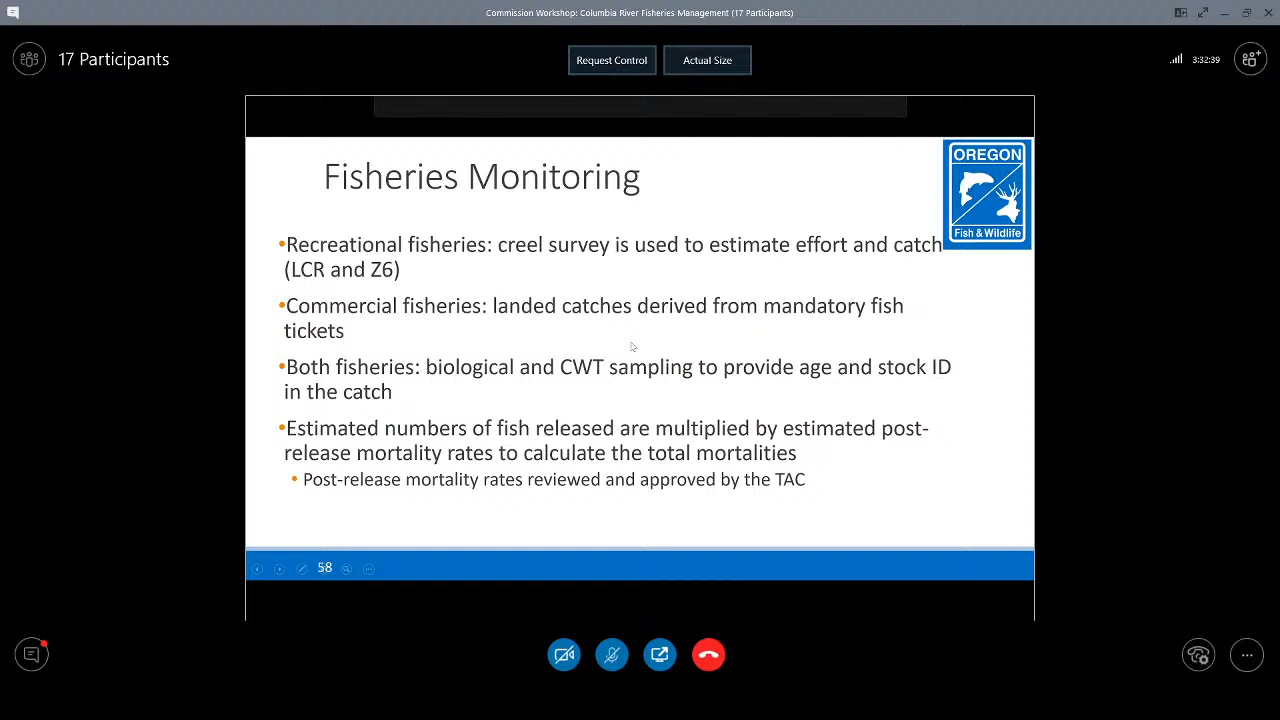 Commission Workshop: Columbia River Fisheries Management (17 Participants)
17 Participants
Request Control
Actual Size
3:32:39
Fisheries Monitoring
OREGON
Fish & Wildlife
•Recreational fisheries: creel survey is used to estimate effort and catch
(LCR and Z6)
•Commercial fisheries: landed catches derived from mandatory fish
tickets
•Both fisheries: biological and CWT sampling to provide age and stock ID
in the catch
•Estimated numbers of fish released are multiplied by estimated post-
release mortality rates to calculate the total mortalities
• Post-release mortality rates reviewed and approved by the TAC
58